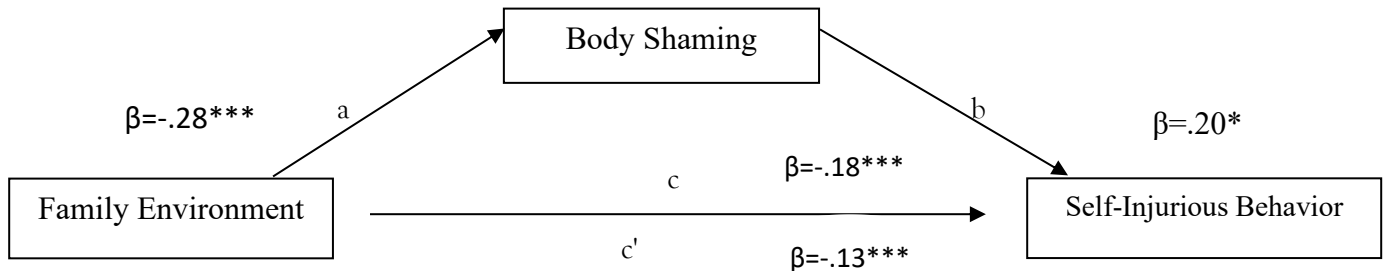 Body Shaming
β=-.28***
a
b
β=.20*
β=-.18***
c
Family Environment
Self-Injurious Behavior
c'
β=-.13***